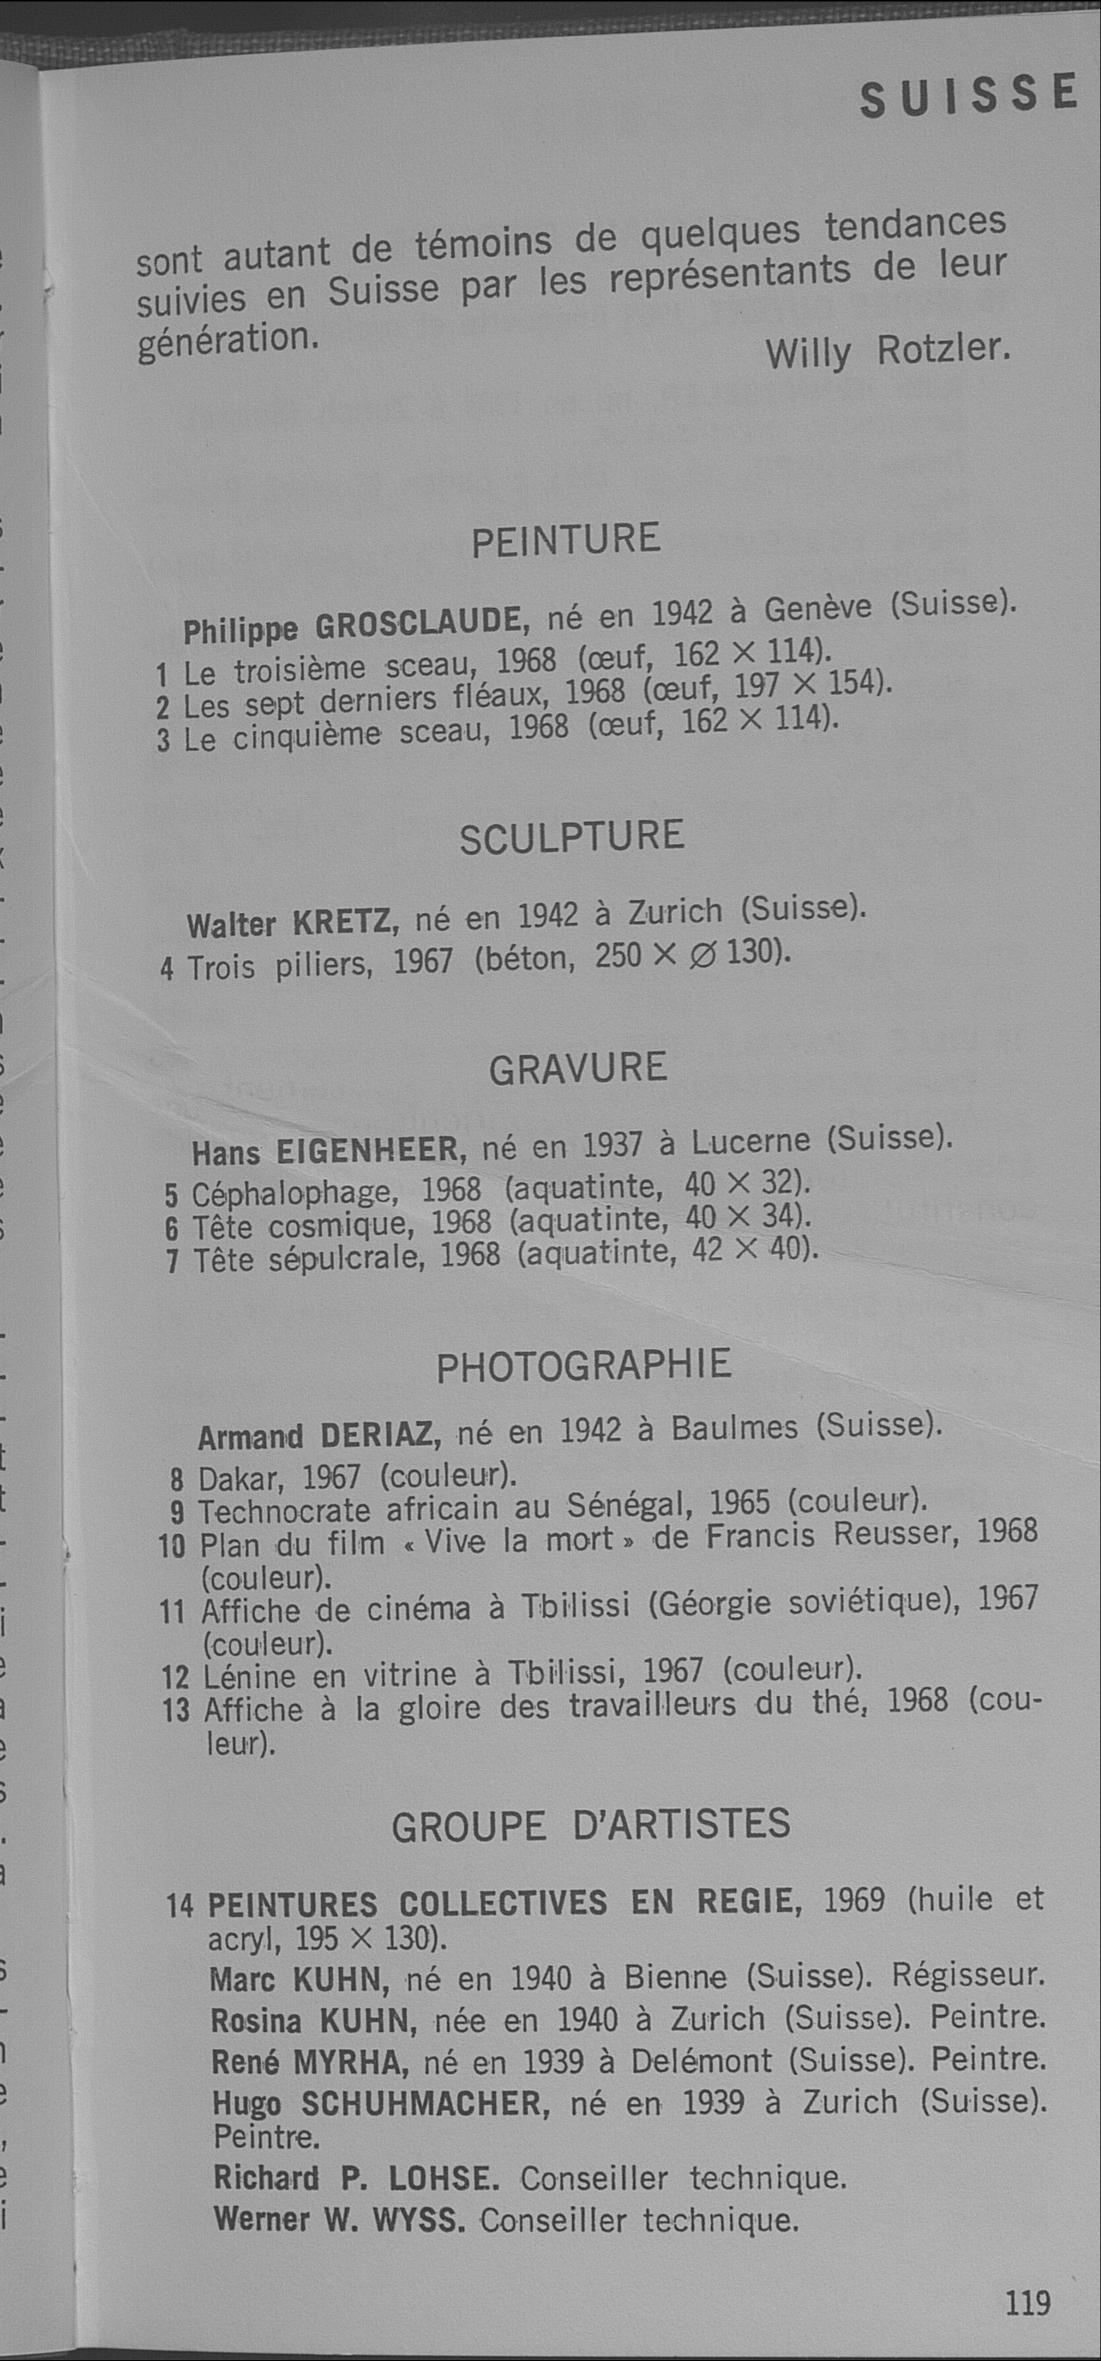 SUISSE
sont autant de témoins de quelques tendances
suivies en Suisse par les représentants de leur
génération.
Willy Rotzler.
PEINTURE
Philippe GROSCLAUDE, né en 1942 à Genève (Suisse).
1 Le troisième sceau, 1968 (œuf, 162 × 114).
2 Les sept derniers fléaux, 1968 (œuf, 197 × 154).
3 Le cinquième sceau, 1968 (œuf, 162 × 114).
SCULPTURE
Walter KRETZ, né en 1942 à Zurich (Suisse).
4 Trois piliers, 1967 (béton, 250 × ∅ 130).
GRAVURE
Hans EIGENHEER, né en 1937 à Lucerne (Suisse).
5 Céphalophage, 1968 (aquatinte, 40 × 32).
6 Tête cosmique, 1968 (aquatinte, 40 × 34).
7 Tête sépulcrale, 1968 (aquatinte, 42 × 40).
PHOTOGRAPHIE
Armand DERIAZ, né en 1942 à Baulmes (Suisse).
8 Dakar, 1967 (couleur).
9 Technocrate africain au Sénégal, 1965 (couleur).
10 Plan du film « Vive la mort » de Francis Reusser, 1968
(couleur).
11 Affiche de cinéma à Tbilissi (Géorgie soviétique), 1967
(couleur).
12 Lénine en vitrine à Tbilissi, 1967 (couleur).
13 Affiche à la gloire des travailleurs du thé, 1968 (cou-
leur).
GROUPE D'ARTISTES
14 PEINTURES COLLECTIVES EN REGIE, 1969 (huile et
acryl, 195 × 130).
Marc KUHN, né en 1940 à Bienne (Suisse). Régisseur.
Rosina KUHN, née en 1940 à Zurich (Suisse). Peintre.
René MYRHA, né en 1939 à Delémont (Suisse). Peintre.
Hugo SCHUHMACHER, né en 1939 à Zurich (Suisse).
Peintre.
Richard P. LOHSE. Conseiller technique.
Werner W. WYSS. Conseiller technique.
119